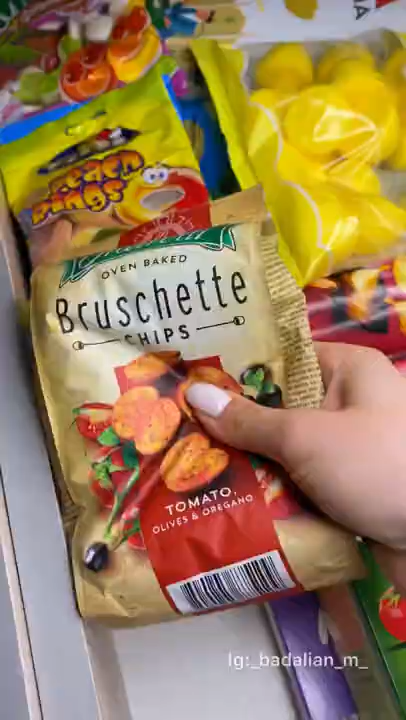 Peach
Rings
OVEN BAKED
Bruschette
CHIPS
TOMATO,
OLIVES & OREGANO
Ig:_badalian_m_